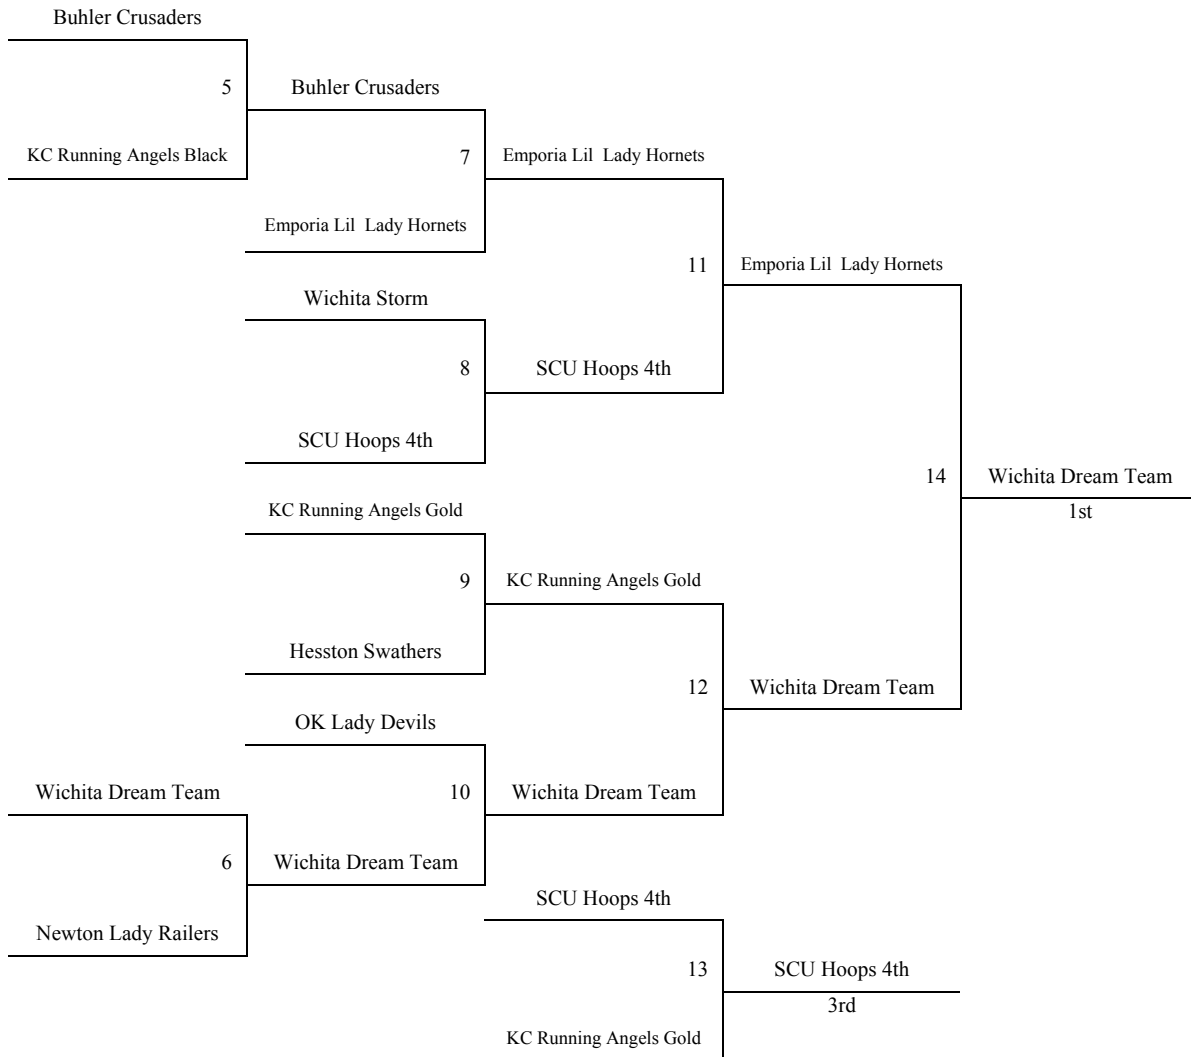 Buhler Crusaders
5
Buhler Crusaders
KC Running Angels Black
7
Emporia Lil  Lady Hornets
Emporia Lil  Lady Hornets
11
Emporia Lil  Lady Hornets
Wichita Storm
8
SCU Hoops 4th
SCU Hoops 4th
14
Wichita Dream Team
1st
KC Running Angels Gold
9
KC Running Angels Gold
Hesston Swathers
12
Wichita Dream Team
OK Lady Devils
Wichita Dream Team
10
Wichita Dream Team
6
Wichita Dream Team
SCU Hoops 4th
Newton Lady Railers
13
SCU Hoops 4th
3rd
KC Running Angels Gold